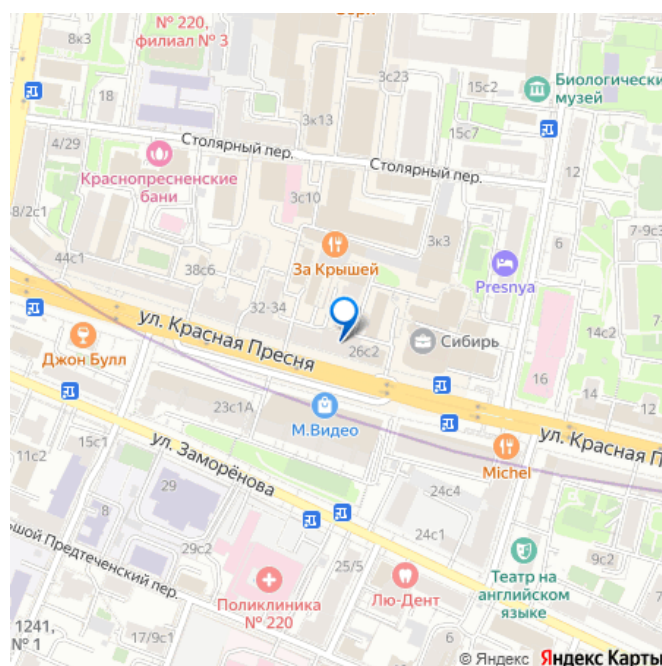 № 220,
филиал № 3
8к3
18
3к13
3с23
15с2
Биологический
музей
15с7
4/29
Столярный пер.
Столярный пер.
12
Краснопресненские
бани
3с10
7-9с3
8/2с1
За Крышей
3к3
6
44с1
38с6
Presnya
32-34
14с2
ул. Красная Пресня
26с2
Сибирь
Джон Булл
16
14
12
23с1А
М.Видео
ул. Красная П
15с1
ул. Заморёнова
Michel
11с2
29
24с4
8
29с2
24с1
ошой Предтеченский пер.
25/5
9с2
Поликлиника
№ 220
Лю-Дент
Театр на
английском
языке
1241,
№ 1
17/9с1
© Яндекс Яндекс Карты